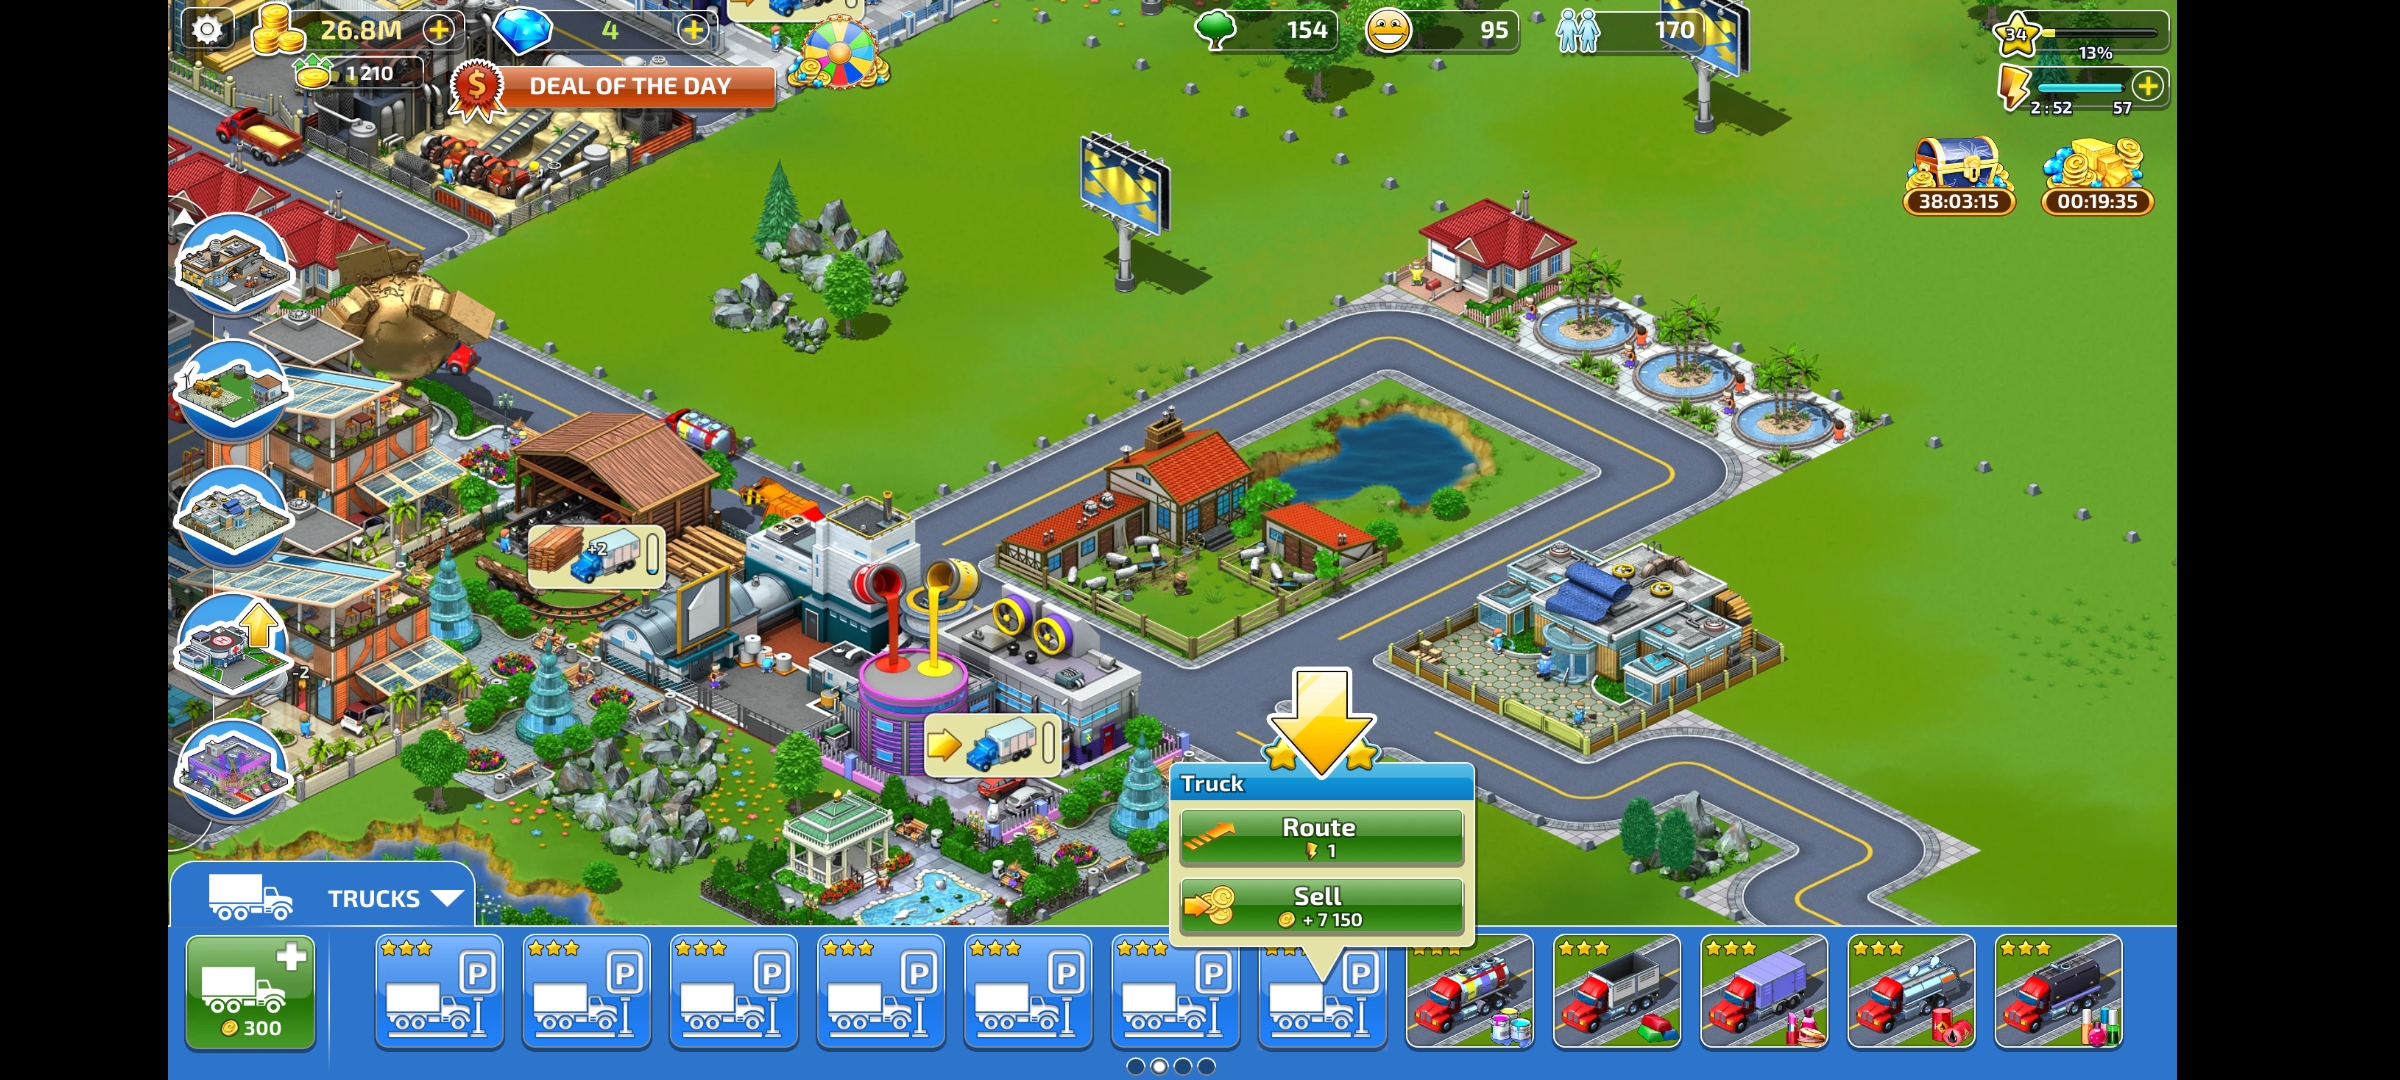 26.8M
4
154
95
170
34
13%
1 210
DEAL OF THE DAY
2 : 52
57
38:03:15
00:19:35
+2
-2
Truck
Route
1
Sell
+ 7 150
TRUCKS
300
P
P
P
P
P
P
P